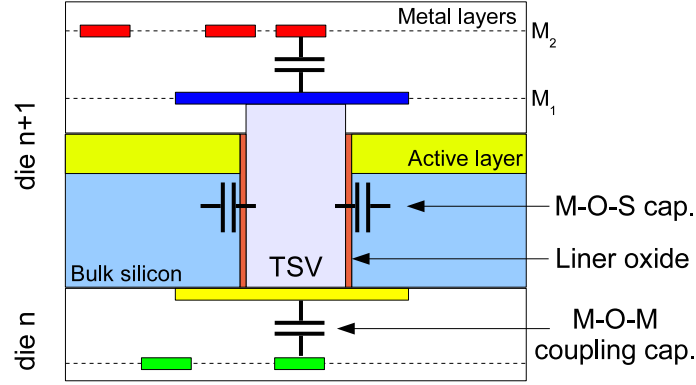 Metal layers
M2
M1
die n+1
Active layer
M-O-S cap.
Liner oxide
TSV
Bulk silicon
M-O-M
coupling cap.
die n